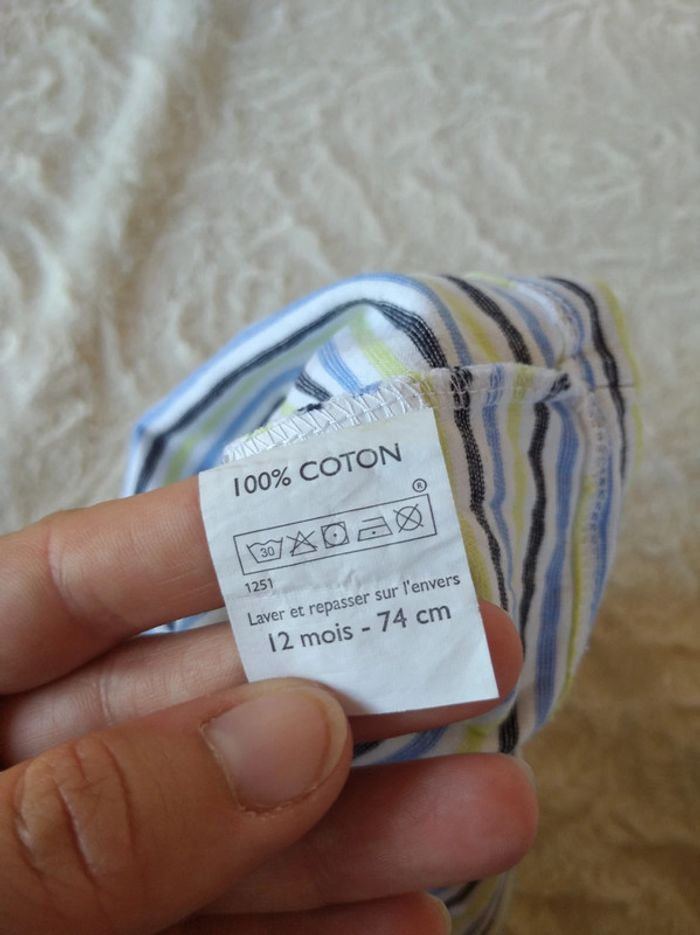 100% COTON
®
30
1251
Laver et repasser sur l'envers
12 mois - 74 cm